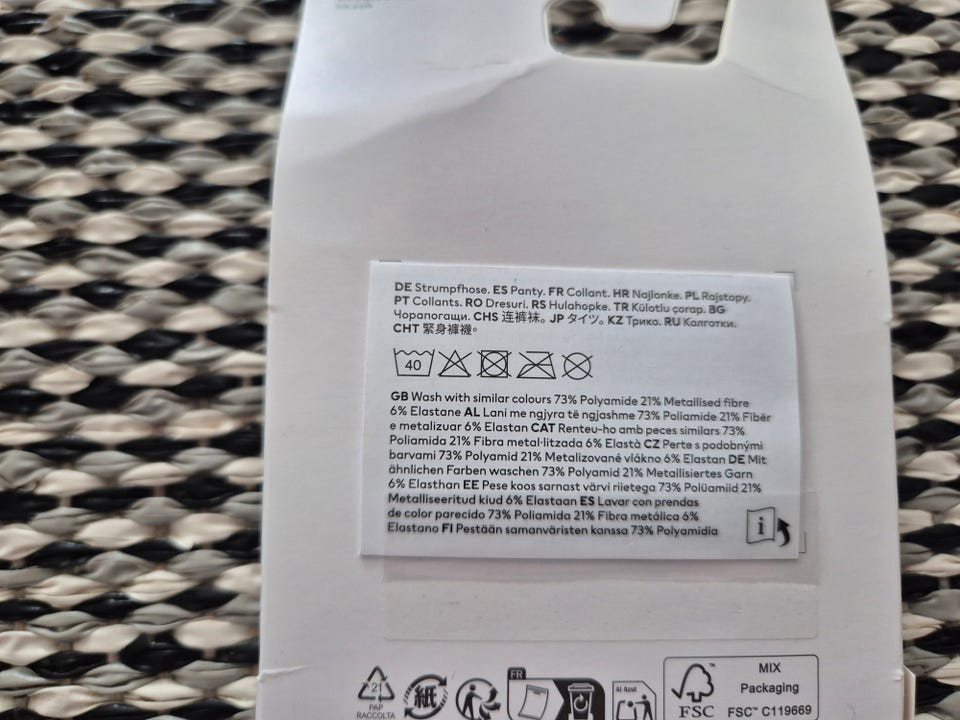 DE Strumpfhose. ES Panty. FR Collant. HR Najlonke. PL Rajstopy.
PT Collants. RO Dresuri. RS Hulahopke. TR Külotlu çorap. BG
Чорапогащи. CHS 连裤袜。 JP タイツ。 KZ Трико. RU Колготки.
CHT 緊身褲襪。
40
GB Wash with similar colours 73% Polyamide 21% Metallised fibre
6% Elastane AL Lani me ngjyra të ngjashme 73% Poliamide 21% Fibër
e metalizuar 6% Elastan CAT Renteu-ho amb peces similars 73%
Poliamida 21% Fibra metal·litzada 6% Elastà CZ Perte s podobnými
barvami 73% Polyamid 21% Metalizované vlákno 6% Elastan DE Mit
ähnlichen Farben waschen 73% Polyamid 21% Metallisiertes Garn
6% Elasthan EE Pese koos sarnast värvi riietega 73% Polüamiid 21%
Metalliseeritud kiud 6% Elastaan ES Lavar con prendas
de color parecido 73% Poliamida 21% Fibra metálica 6%
Elastano FI Pestään samanväristen kanssa 73% Polyamidia
i
21
PAP
RACCOLTA
紙
FR
Al Azul
FSC
MIX
Packaging
FSC™ C119669